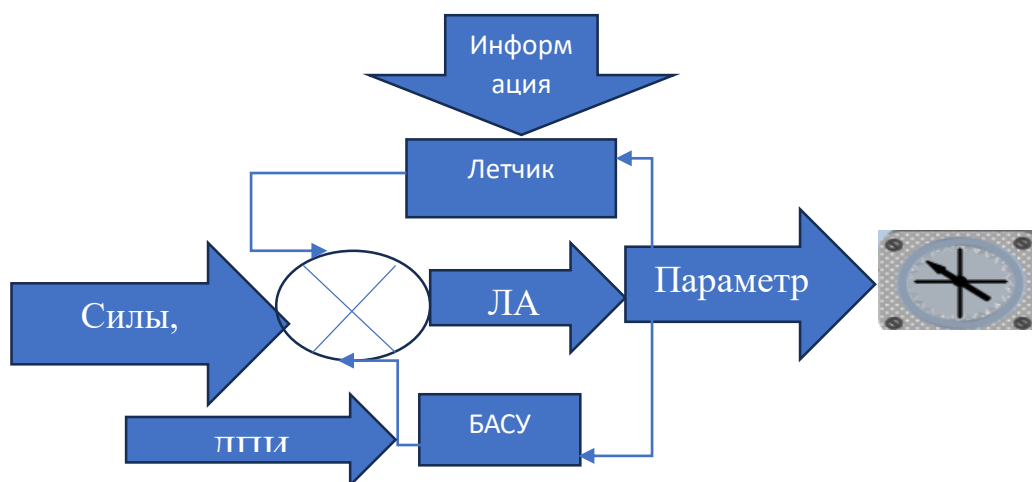 Информ
ация
Летчик
Силы,
ЛА
Параметр
БАСУ